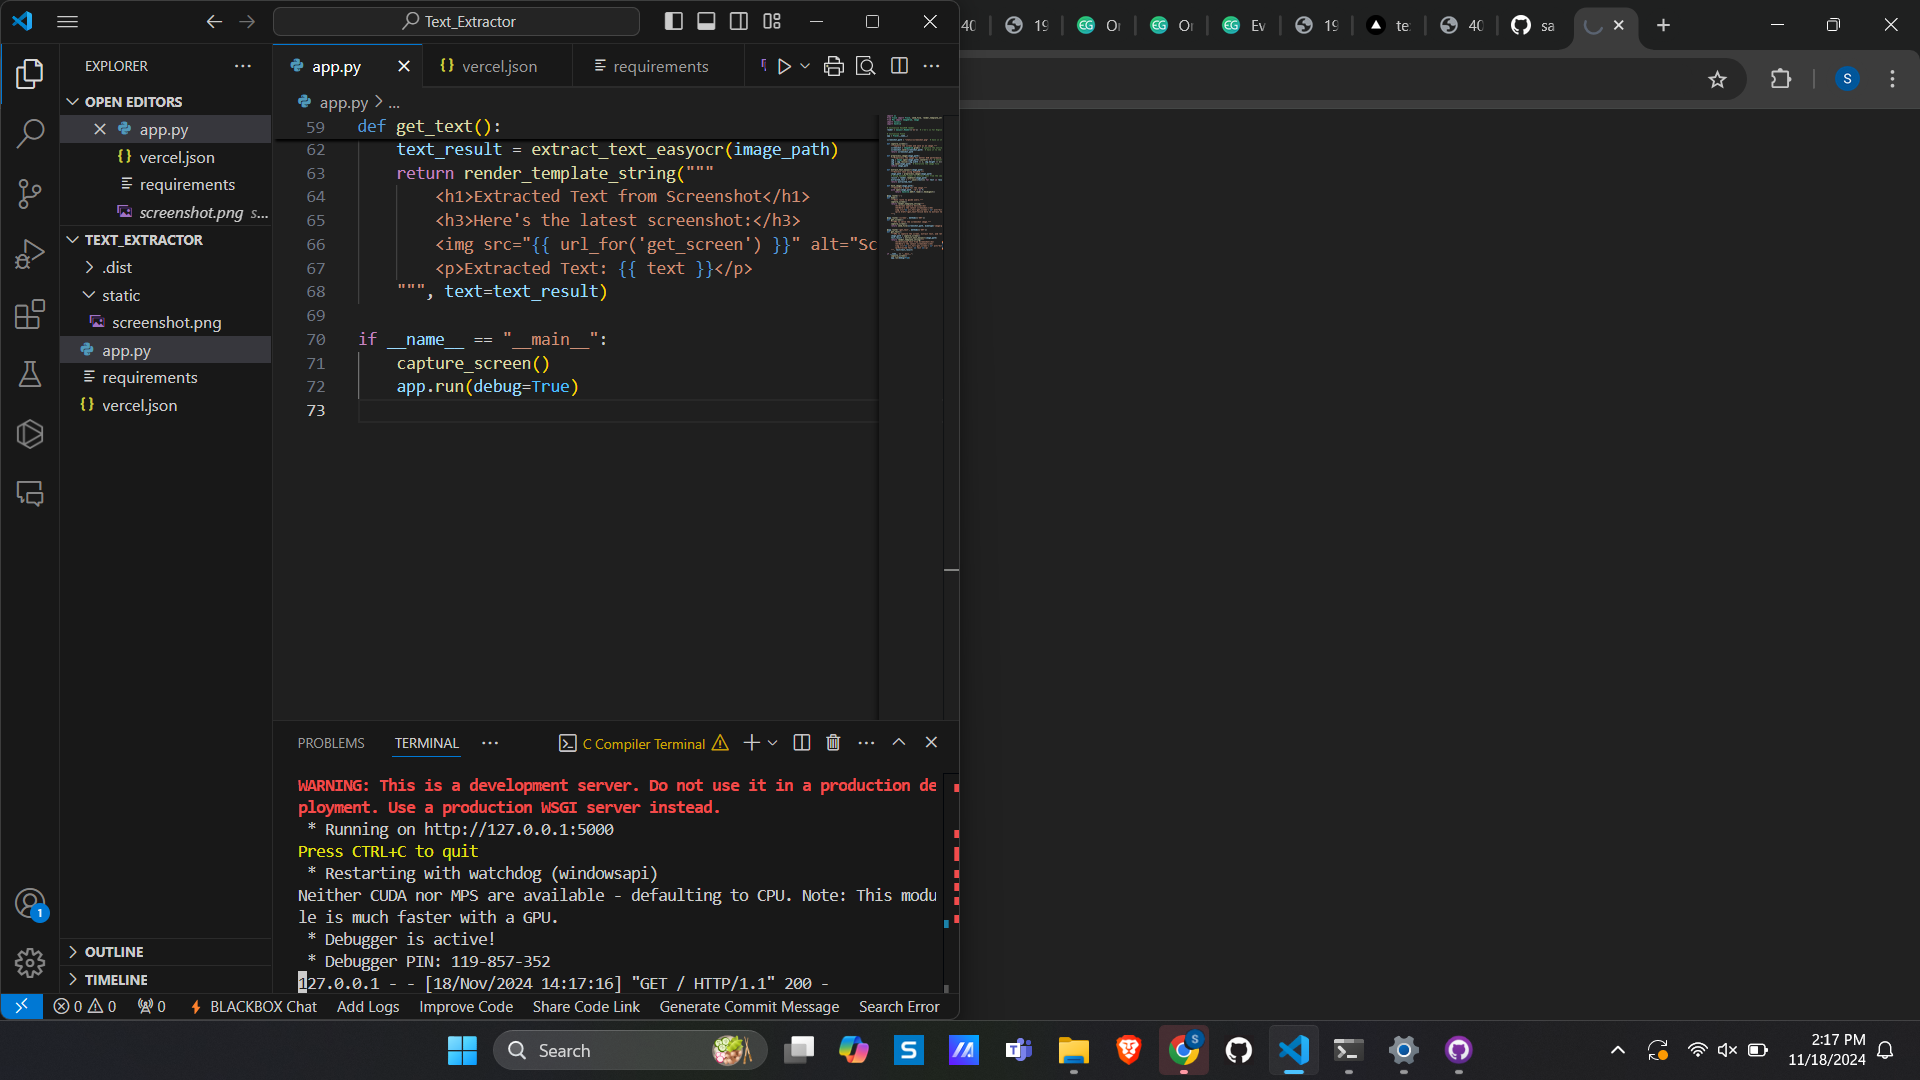 Text_Extractor
EXPLORER
OPEN EDITORS
app.py
vercel.json
requirements
screenshot.png s...
TEXT_EXTRACTOR
.dist
static
screenshot.png
app.py
requirements
vercel.json
OUTLINE
TIMELINE
app.py
vercel.json
requirements
app.py > ...
59 def get_text():
62 text_result = extract_text_easyocr(image_path)
63 return render_template_string("""
64 <h1>Extracted Text from Screenshot</h1>
65 <h3>Here's the latest screenshot:</h3>
66 <img src="{{ url_for('get_screen') }}" alt="Sc
67 <p>Extracted Text: {{ text }}</p>
68 """, text=text_result)
69
70 if __name__ == "__main__":
71 capture_screen()
72 app.run(debug=True)
73
PROBLEMS
TERMINAL
C Compiler Terminal
WARNING: This is a development server. Do not use it in a production de
ployment. Use a production WSGI server instead.
* Running on http://127.0.0.1:5000
Press CTRL+C to quit
* Restarting with watchdog (windowsapi)
Neither CUDA nor MPS are available - defaulting to CPU. Note: This modu
le is much faster with a GPU.
* Debugger is active!
* Debugger PIN: 119-857-352
127.0.0.1 - - [18/Nov/2024 14:17:16] "GET / HTTP/1.1" 200 -
1
0 0 0 BLACKBOX Chat Add Logs Improve Code Share Code Link Generate Commit Message Search Error
40 19 Or Or Ev 19 te 40 sa
S
Search
2:17 PM
11/18/2024